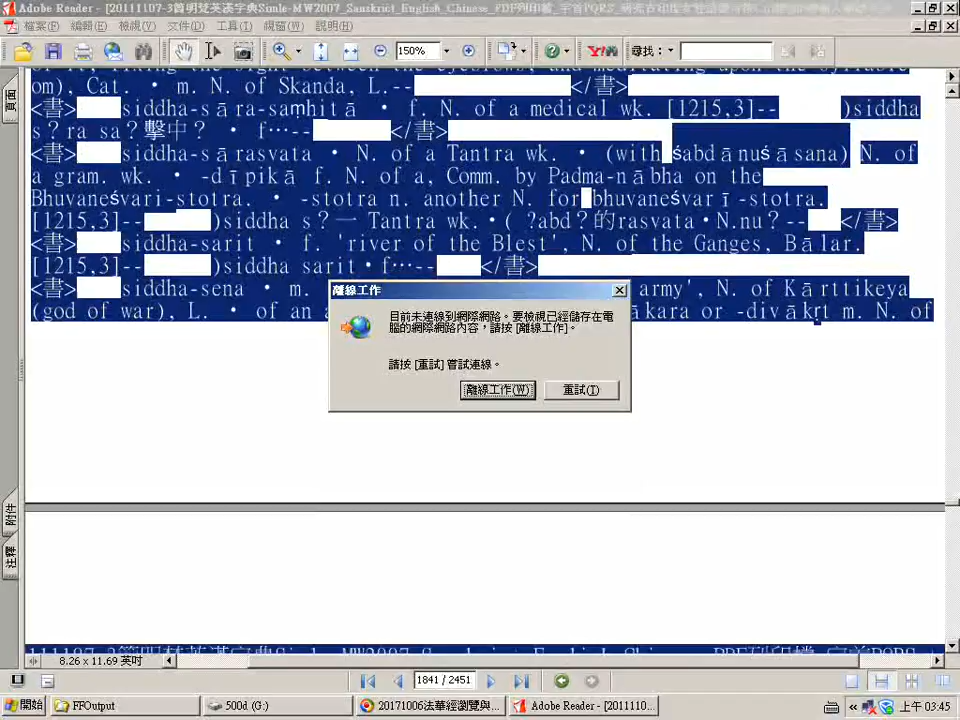 Adobe Reader - [20111107-3簡明梵英漢字典Simle-MW2007_Sanskrit_English_Chinese_PDF列印檔_字首PQRS_
檔案(F) 編輯(E) 檢視(V) 文件(D) 工具(T) 視窗(W) 說明(H)
150% 尋找：
頁面
om), Cat. • m. N. of Skanda, L.-- </書>
<書> siddha-sāra-saṃhitā • f. N. of a medical wk. [1215,3]-- )siddha
s？ra sa？擊中？ • f…-- </書>
<書> siddha-sārasvata • N. of a Tantra wk. • (with śabdānuśāsana) N. of
a gram. wk. • -dīpikā f. N. of a, Comm. by Padma-nābha on the
Bhuvaneśvari-stotra. • -stotra n. another N. for bhuvaneśvarī-stotra.
[1215,3]-- )siddha s？一 Tantra wk. •( ?abd？的rasvata•N.nu？-- </書>
<書> siddha-sarit • f. 'river of the Blest', N. of the Ganges, Bālar.
[1215,3]-- )siddha sarit•f…-- </書>
<書> siddha-sena • m. army', N. of Kārttikeya
(god of war), L. • of an a ākara or -divākṛt m. N. of
離線工作
目前未連線到網際網路。要檢視已經儲存在電
腦的網際網路內容，請按 [離線工作]。
請按 [重試] 嘗試連線。
離線工作(W) 重試(T)
附件
注釋
8.26 x 11.69 英吋
1841 / 2451
開始 FFOutput 500d (G:) 20171006法華經瀏覽與... Adobe Reader - [2011110... 上午 03:45